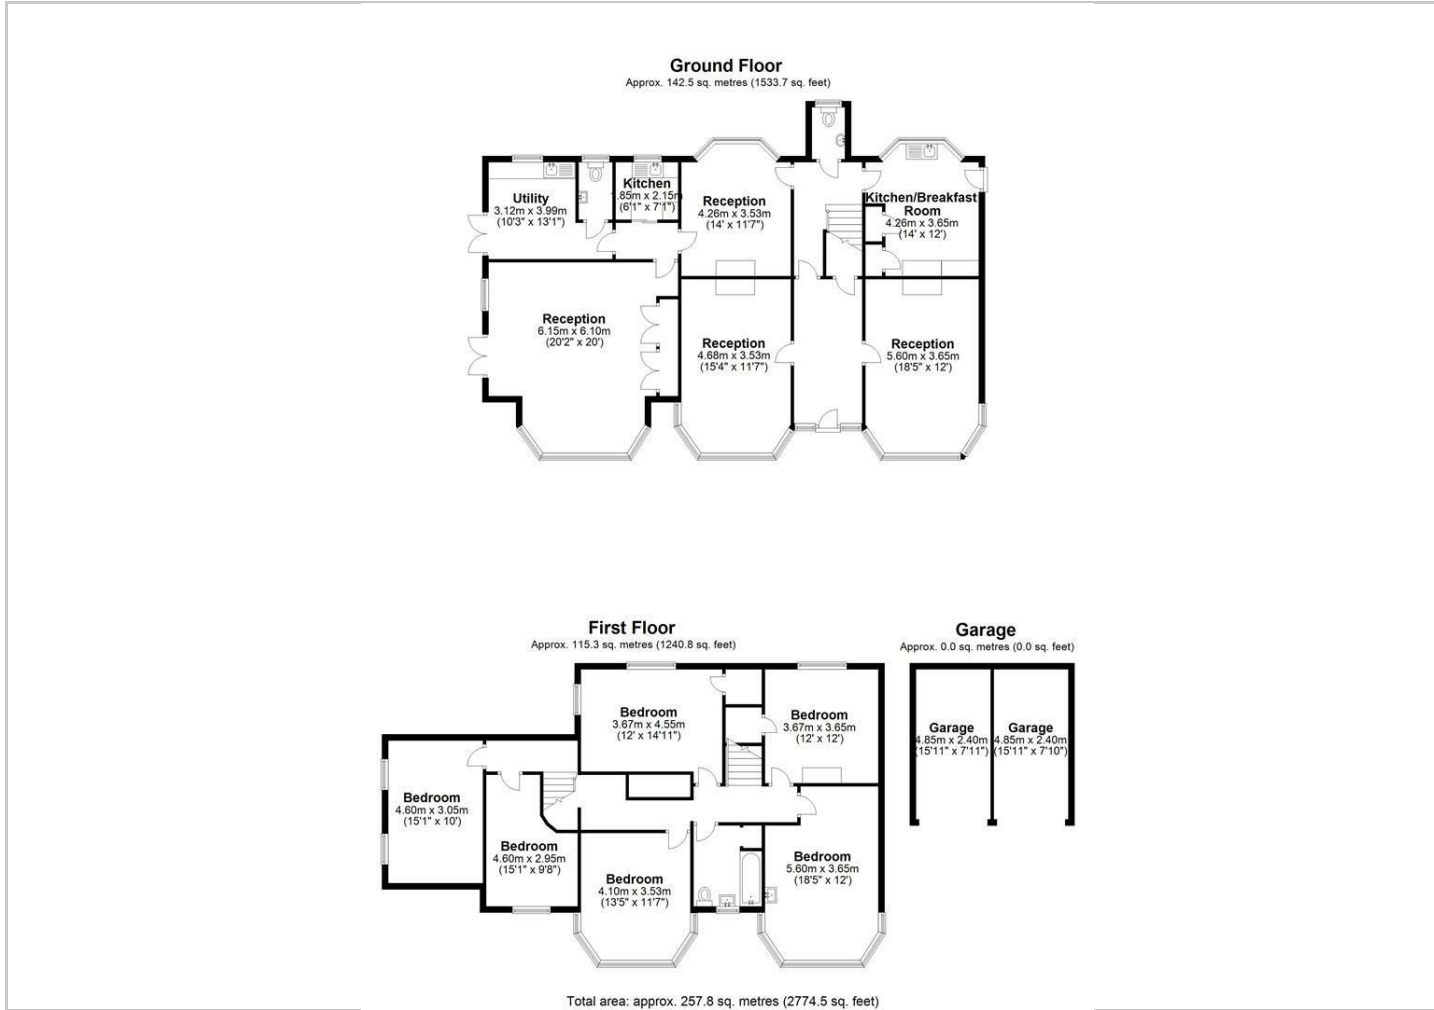 Ground Floor
Approx. 142.5 sq. metres (1533.7 sq. feet)
Utility
3.12m x 3.99m
(10'3" x 13'1")
Kitchen
.85m x 2.15m
(6'1" x 7'1")
Reception
4.26m x 3.53m
(14' x 11'7")
Kitchen/Breakfast
Room
4.26m x 3.65m
(14' x 12')
Reception
6.15m x 6.10m
(20'2" x 20')
Reception
4.68m x 3.53m
(15'4" x 11'7")
Reception
5.60m x 3.65m
(18'5" x 12')
First Floor
Approx. 115.3 sq. metres (1240.8 sq. feet)
Bedroom
3.67m x 4.55m
(12' x 14'11")
Bedroom
3.67m x 3.65m
(12' x 12')
Bedroom
4.60m x 3.05m
(15'1" x 10')
Bedroom
4.60m x 2.95m
(15'1" x 9'8")
Bedroom
4.10m x 3.53m
(13'5" x 11'7")
Bedroom
5.60m x 3.65m
(18'5" x 12')
Garage
Approx. 0.0 sq. metres (0.0 sq. feet)
Garage
4.85m x 2.40m
(15'11" x 7'11")
Garage
4.85m x 2.40m
(15'11" x 7'10")
Total area: approx. 257.8 sq. metres (2774.5 sq. feet)